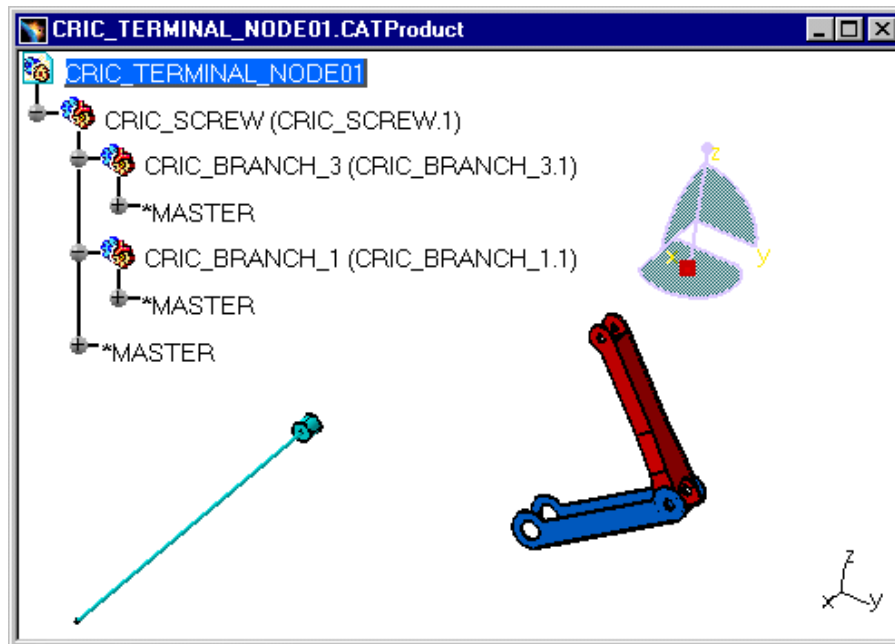 CRIC_TERMINAL_NODE01.CATProduct
CRIC_TERMINAL_NODE01
CRIC_SCREW (CRIC_SCREW.1)
CRIC_BRANCH_3 (CRIC_BRANCH_3.1)
*MASTER
CRIC_BRANCH_1 (CRIC_BRANCH_1.1)
*MASTER
*MASTER
z
x
y
z
x
y